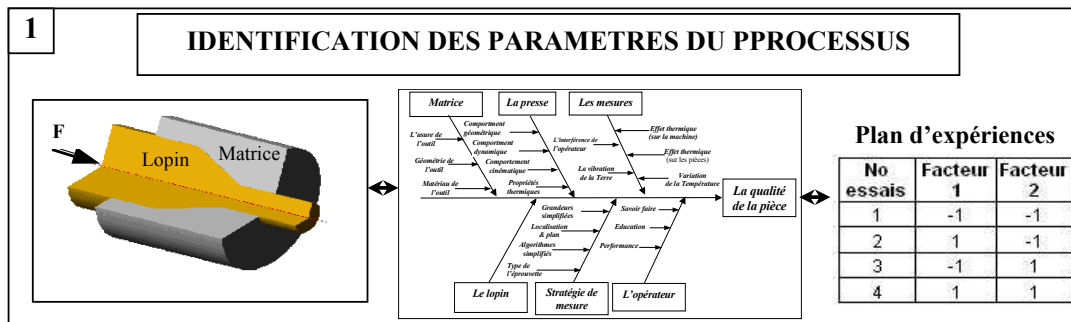 1
IDENTIFICATION DES PARAMETRES DU PPROCESSUS
F
Lopin
Matrice
Matrice
La presse
Les mesures
L'usure de
l'outil
Géométrie de
l'outil
Matériau de l'outil
Comportment
géométrique
Comportment
dynamique
Comportement
cinématique
Propriétés
thermiques
L'interférence de
l'opérateur
La vibration
de la Terre
Effet thermique
(sur la machine)
Effet thermique
(sur les pièces)
Variation
de la Température
La qualité
de la pièce
Grandeurs
simplifiées
Localisation
& plan
Algorithmes
simplifiés
Type de
l'éprouvette
Savoir faire
Education
Performance
Le lopin
Stratégie de
mesure
L'opérateur
Plan d'expériences
No essais Facteur 1 Facteur 2
1 -1 -1
2 1 -1
3 -1 1
4 1 1